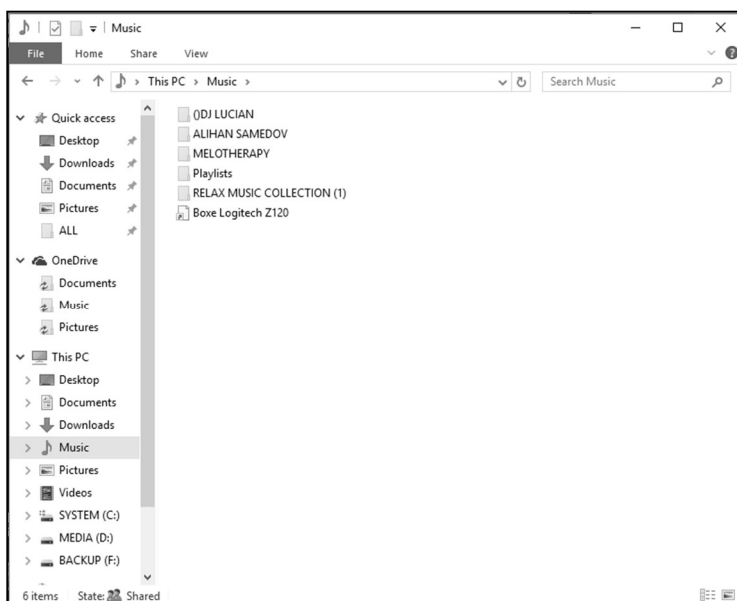 Music
File Home Share View
This PC Music
Search Music
Quick access
Desktop
Downloads
Documents
Pictures
ALL
OneDrive
Documents
Music
Pictures
This PC
Desktop
Documents
Downloads
Music
Pictures
Videos
SYSTEM (C:)
MEDIA (D:)
BACKUP (F:)
()DJ LUCIAN
ALIHAN SAMEDOV
MELOTHERAPY
Playlists
RELAX MUSIC COLLECTION (1)
Boxe Logitech Z120
6 items State: Shared